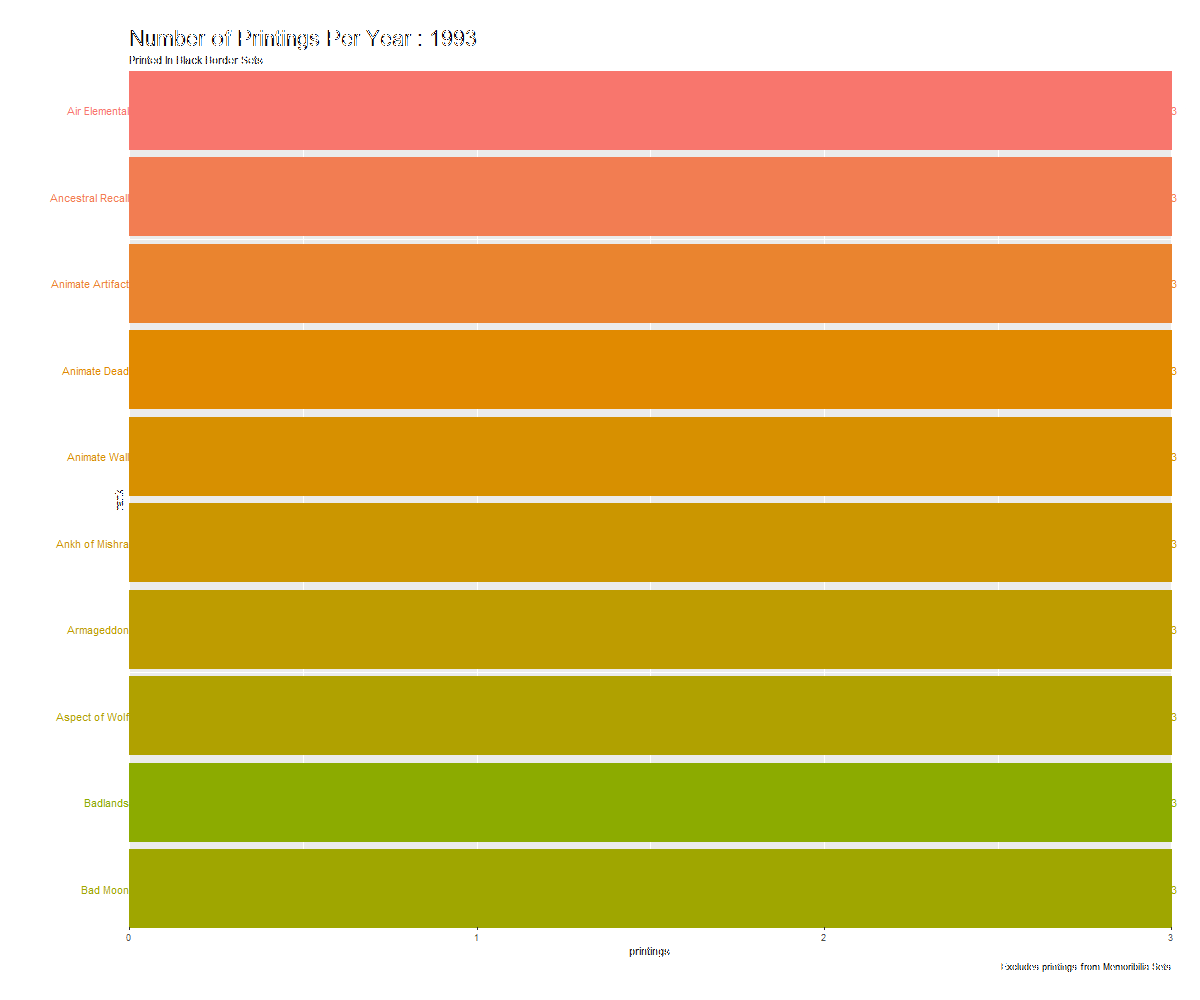 Number of Printings Per Year : 1993
Printed In Black Border Sets
Air Elemental 3
Ancestral Recall 3
Animate Artifact 3
Animate Dead 3
Animate Wall 3
rank
Ankh of Mishra 3
Armageddon 3
Aspect of Wolf 3
Badlands 3
Bad Moon 3
0 1 2 3
printings
Excludes printings from Memoribilia Sets